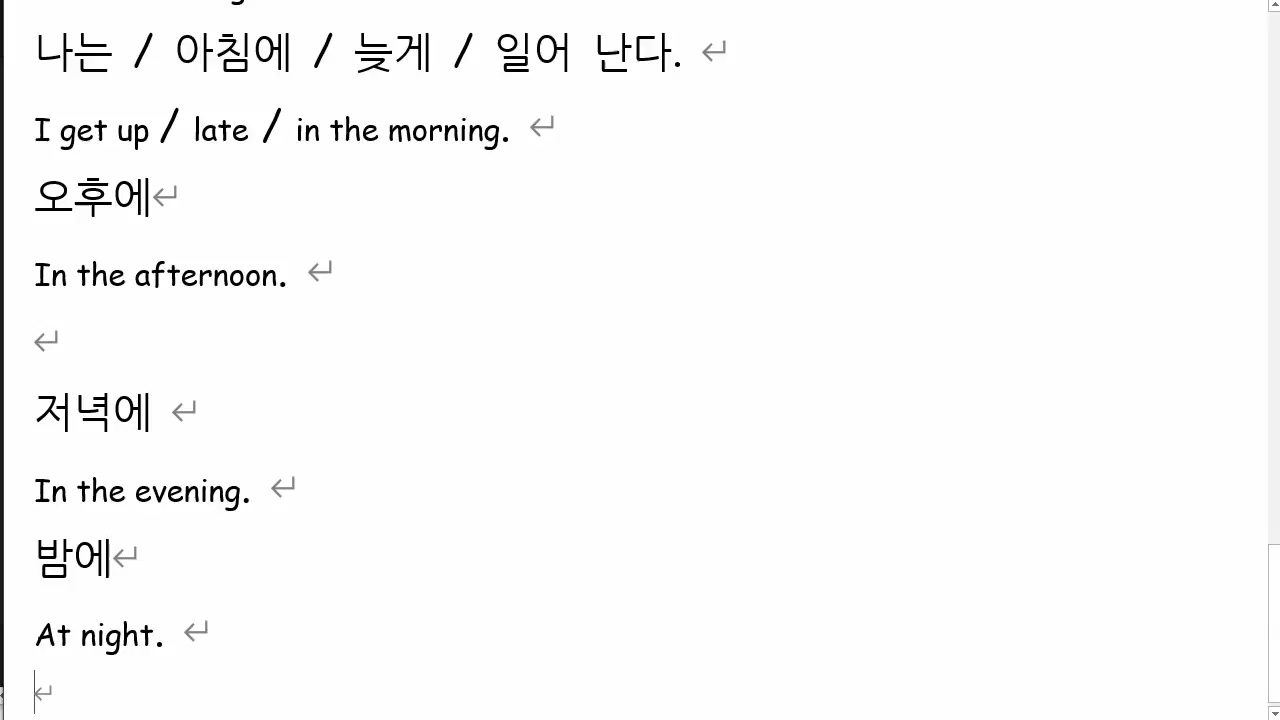 나는 / 아침에 / 늦게 / 일어 난다.
I get up / late / in the morning.
오후에
In the afternoon.
저녁에
In the evening.
밤에
At night.